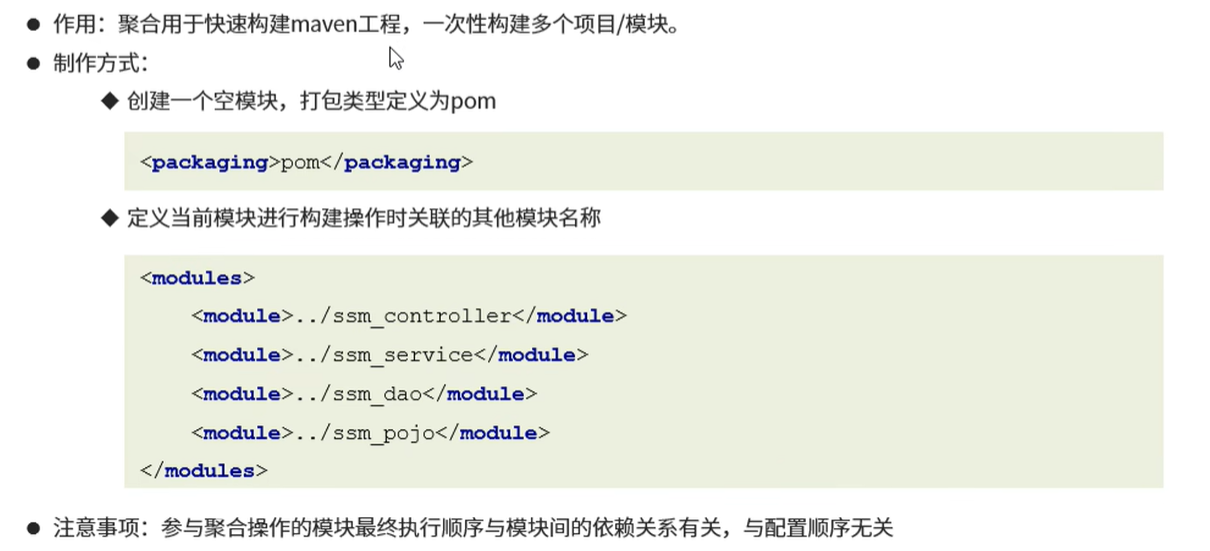 ● 作用：聚合用于快速构建maven工程，一次性构建多个项目/模块。
● 制作方式：
◆ 创建一个空模块，打包类型定义为pom
<packaging>pom</packaging>
◆ 定义当前模块进行构建操作时关联的其他模块名称
<modules>
<module>../ssm_controller</module>
<module>../ssm_service</module>
<module>../ssm_dao</module>
<module>../ssm_pojo</module>
</modules>
● 注意事项：参与聚合操作的模块最终执行顺序与模块间的依赖关系有关，与配置顺序无关